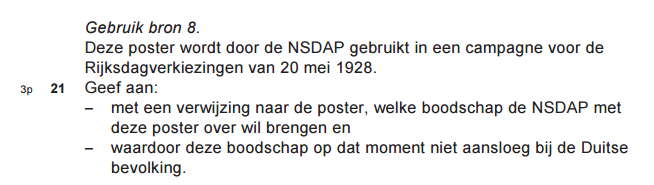 Gebruik bron 8.
Deze poster wordt door de NSDAP gebruikt in een campagne voor de
Rijksdagverkiezingen van 20 mei 1928.
3p 21 Geef aan:
– met een verwijzing naar de poster, welke boodschap de NSDAP met
deze poster over wil brengen en
– waardoor deze boodschap op dat moment niet aansloeg bij de Duitse
bevolking.